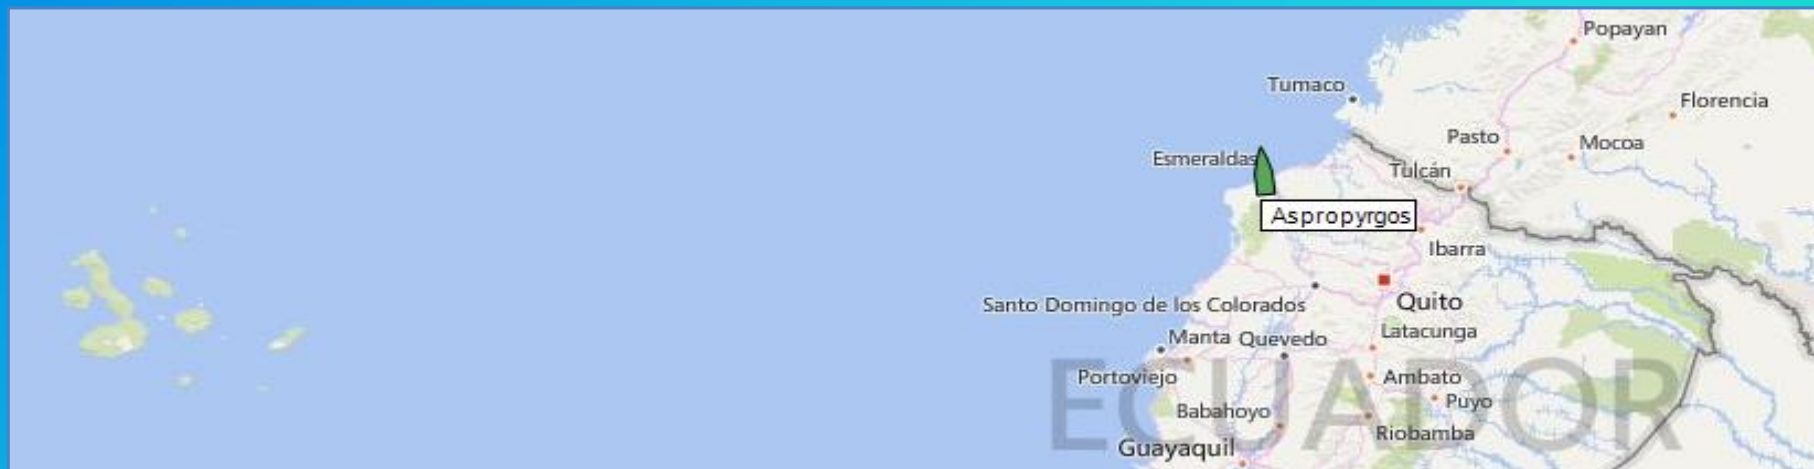 Popayan
Tumaco
Florencia
Pasto
Mocoa
Esmeraldas
Tulcán
Aspropyrgos
Ibarra
Santo Domingo de los Colorados
Quito
Manta
Quevedo
Latacunga
Portoviejo
Ambato
ECUADOR
Puyo
Babahoyo
Riobamba
Guayaquil